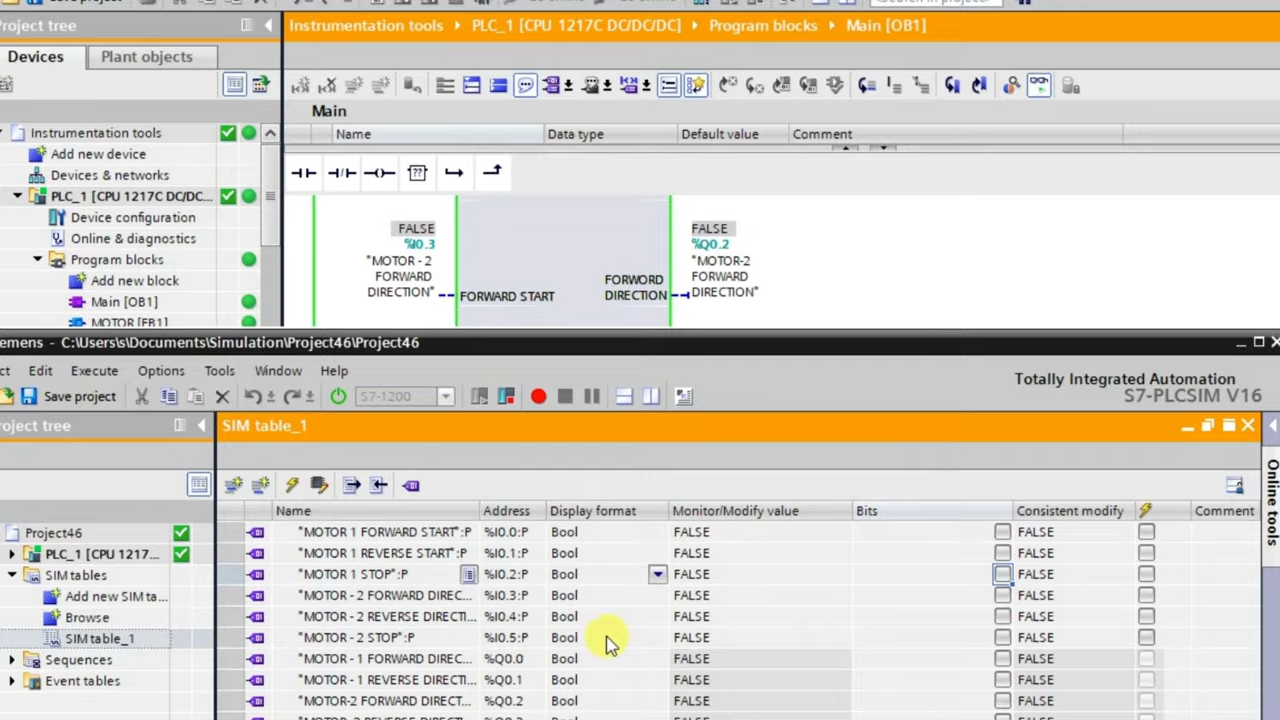 Save project
Search in project
Project tree
Instrumentation tools ▸ PLC_1 [CPU 1217C DC/DC/DC] ▸ Program blocks ▸ Main [OB1]
Devices
Plant objects
Main
Name Data type Default value Comment
Instrumentation tools
Add new device
Devices & networks
PLC_1 [CPU 1217C DC/DC...
Device configuration
Online & diagnostics
Program blocks
Add new block
Main [OB1]
MOTOR [FB1]
??
FALSE
%I0.3
"MOTOR - 2
FORWARD
DIRECTION"
FORWARD START
FORWORD
DIRECTION
FALSE
%Q0.2
"MOTOR-2
FORWARD
DIRECTION"
emens - C:\Users\s\Documents\Simulation\Project46\Project46
ct Edit Execute Options Tools Window Help
Totally Integrated Automation
S7-PLCSIM V16
Save project
S7-1200
roject tree
SIM table_1
Project46
PLC_1 [CPU 1217...
SIM tables
Add new SIM ta...
Browse
SIM table_1
Sequences
Event tables
Name Address Display format Monitor/Modify value Bits Consistent modify Comment
"MOTOR 1 FORWARD START":P %I0.0:P Bool FALSE FALSE
"MOTOR 1 REVERSE START":P %I0.1:P Bool FALSE FALSE
"MOTOR 1 STOP":P %I0.2:P Bool FALSE FALSE
"MOTOR - 2 FORWARD DIREC... %I0.3:P Bool FALSE FALSE
"MOTOR - 2 REVERSE DIRECTI... %I0.4:P Bool FALSE FALSE
"MOTOR - 2 STOP":P %I0.5:P Bool FALSE FALSE
"MOTOR - 1 FORWARD DIREC... %Q0.0 Bool FALSE FALSE
"MOTOR - 1 REVERSE DIRECTI... %Q0.1 Bool FALSE FALSE
"MOTOR-2 FORWARD DIRECT... %Q0.2 Bool FALSE FALSE
Online tools